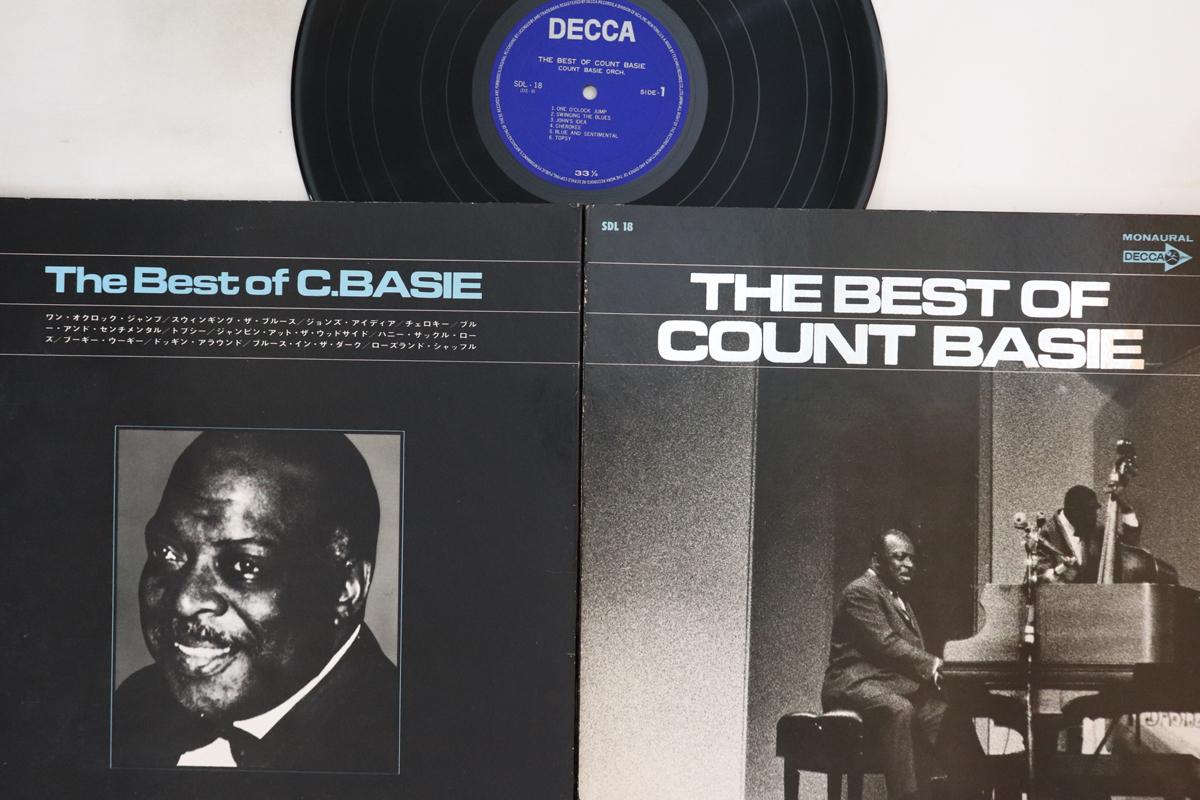 DECCA
THE BEST OF COUNT BASIE
COUNT BASIE ORCH.
SDL-18
SIDE-1
1. ONE O'CLOCK JUMP
2. SWINGING THE BLUES
3. JOHN'S IDEA
4. CHEROKEE
5. BLUE AND SENTIMENTAL
6. TOPSY
33⅓
The Best of C.BASIE
ワン・オクロック・ジャンプ／スウィンギング・ザ・ブルース／ジョンズ・アイディア／チェロキー／ブル
ー・アンド・センチメンタル／トプシー／ジャンピン・アット・ザ・ウッドサイド／ハニー・サックル・ロー
ズ／ブーギー・ウーギー／ドッギン・アラウンド／ブルース・イン・ザ・ダーク／ローズランド・シャッフル
SDL 18
MONAURAL
DECCA
THE BEST OF
COUNT BASIE